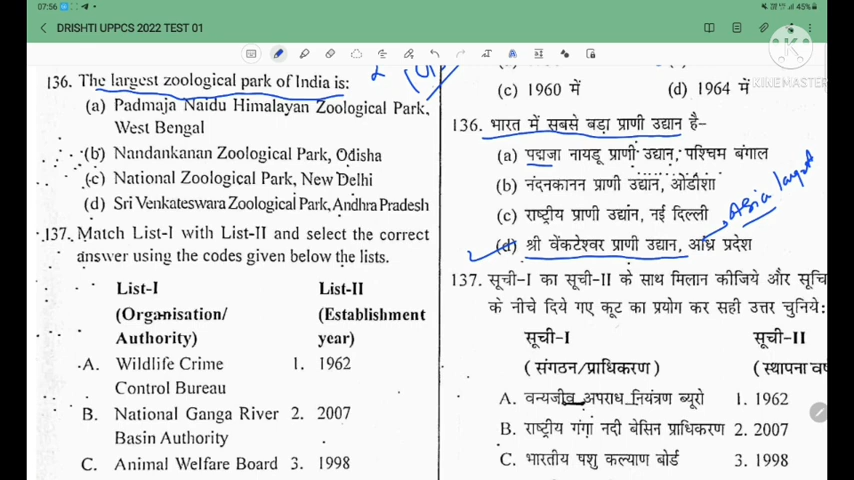 07:56
45%
DRISHTI UPPCS 2022 TEST 01
KINEMASTER
136. The largest zoological park of India is:
(a) Padmaja Naidu Himalayan Zoological Park,
West Bengal
(b) Nandankanan Zoological Park, Odisha
(c) National Zoological Park, New Delhi
(d) Sri Venkateswara Zoological Park, Andhra Pradesh
137. Match List-I with List-II and select the correct
answer using the codes given below the lists.
List-I List-II
(Organisation/ (Establishment
Authority) year)
A. Wildlife Crime 1. 1962
Control Bureau
B. National Ganga River 2. 2007
Basin Authority
C. Animal Welfare Board 3. 1998
(c) 1960 में (d) 1964 में
136. भारत में सबसे बड़ा प्राणी उद्यान है-
(a) पद्मजा नायडू प्राणी उद्यान, पश्चिम बंगाल
(b) नंदनकानन प्राणी उद्यान, ओडीशा
(c) राष्ट्रीय प्राणी उद्यान, नई दिल्ली
Asia largest
(d) श्री वेंकटेश्वर प्राणी उद्यान, आंध्र प्रदेश
137. सूची-I का सूची-II के साथ मिलान कीजिये और सूचि
के नीचे दिये गए कूट का प्रयोग कर सही उत्तर चुनिये:
सूची-I सूची-II
(संगठन/प्राधिकरण) (स्थापना वर्ष
A. वन्यजीव अपराध नियंत्रण ब्यूरो 1. 1962
B. राष्ट्रीय गंगा नदी बेसिन प्राधिकरण 2. 2007
C. भारतीय पशु कल्याण बोर्ड 3. 1998